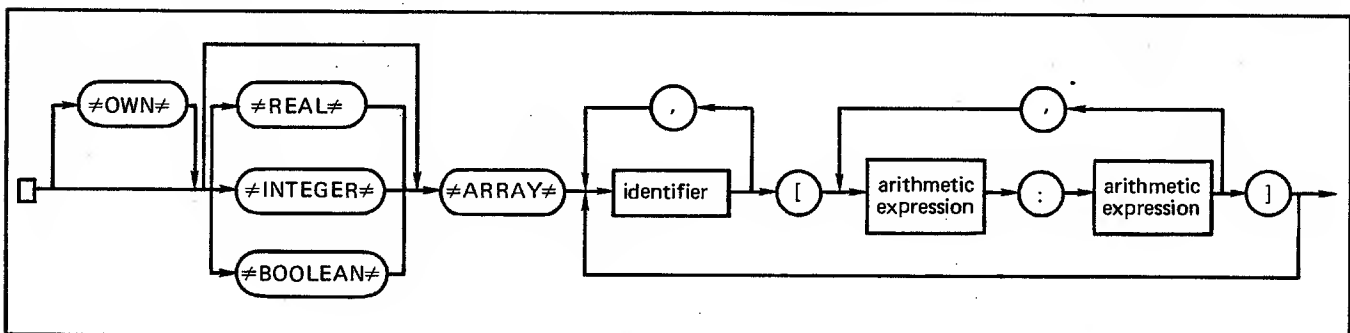 ,
,
≠OWN≠
≠REAL≠
≠INTEGER≠
≠ARRAY≠
identifier
[
arithmetic
expression
:
arithmetic
expression
]
≠BOOLEAN≠